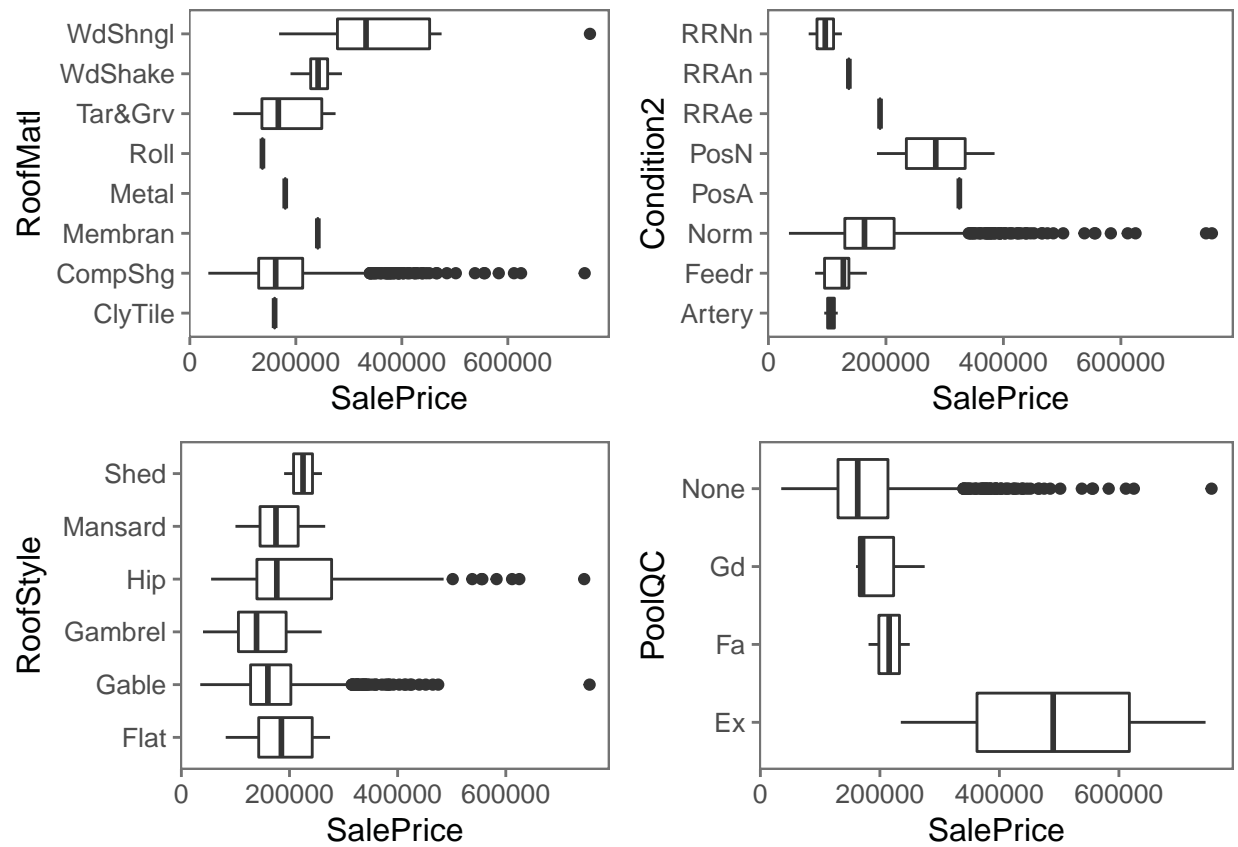 RoofMatl
WdShngl
WdShake
Tar&Grv
Roll
Metal
Membran
CompShg
ClyTile
0 200000 400000 600000
SalePrice
Condition2
RRNn
RRAn
RRAe
PosN
PosA
Norm
Feedr
Artery
0 200000 400000 600000
SalePrice
RoofStyle
Shed
Mansard
Hip
Gambrel
Gable
Flat
0 200000 400000 600000
SalePrice
PoolQC
None
Gd
Fa
Ex
0 200000 400000 600000
SalePrice